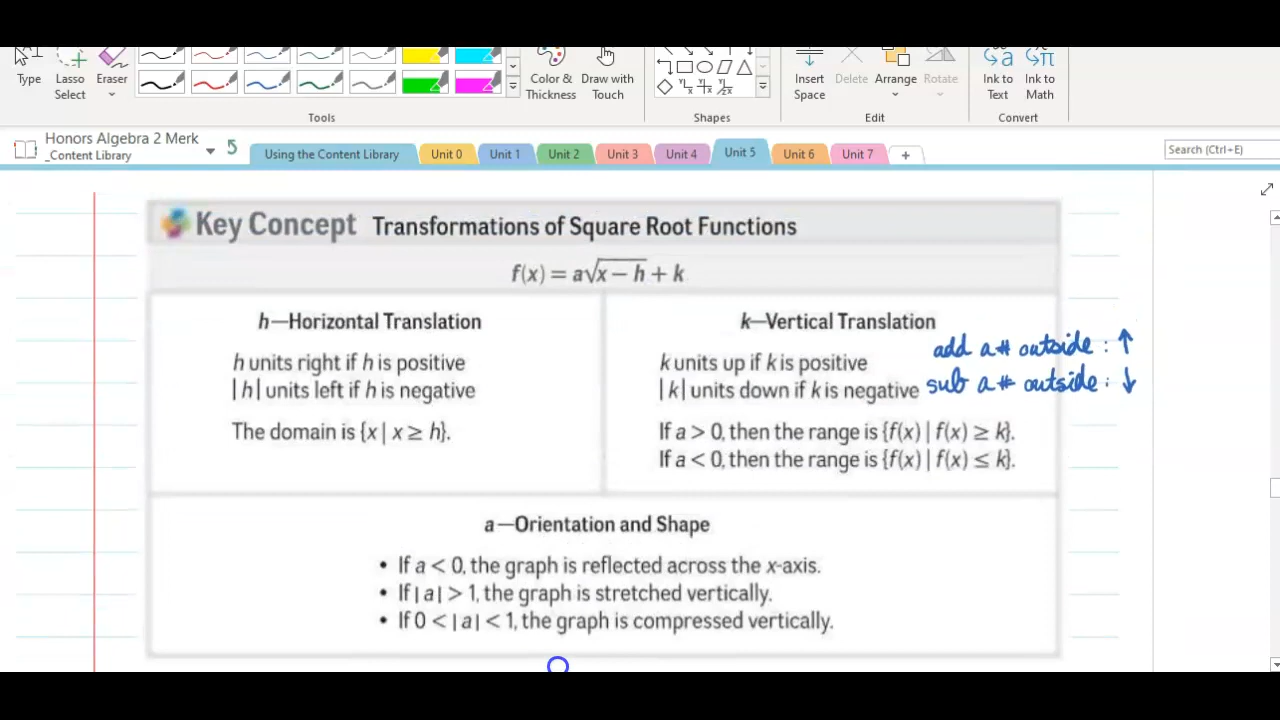 Type
Lasso
Select
Eraser
Color &
Thickness
Draw with
Touch
Insert
Space
Delete
Arrange
Rotate
Ink to
Text
Ink to
Math
Tools
Shapes
Edit
Convert
Honors Algebra 2 Merk
_Content Library
Using the Content Library
Unit 0
Unit 1
Unit 2
Unit 3
Unit 4
Unit 5
Unit 6
Unit 7
+
Search (Ctrl+E)
Key Concept Transformations of Square Root Functions
f(x) = a√(x − h) + k
h—Horizontal Translation
h units right if h is positive
|h| units left if h is negative
The domain is {x | x ≥ h}.
k—Vertical Translation
k units up if k is positive
|k| units down if k is negative
add a # outside : ↑
sub a # outside : ↓
If a > 0, then the range is {f(x) | f(x) ≥ k}.
If a < 0, then the range is {f(x) | f(x) ≤ k}.
a—Orientation and Shape
• If a < 0, the graph is reflected across the x-axis.
• If |a| > 1, the graph is stretched vertically.
• If 0 < |a| < 1, the graph is compressed vertically.